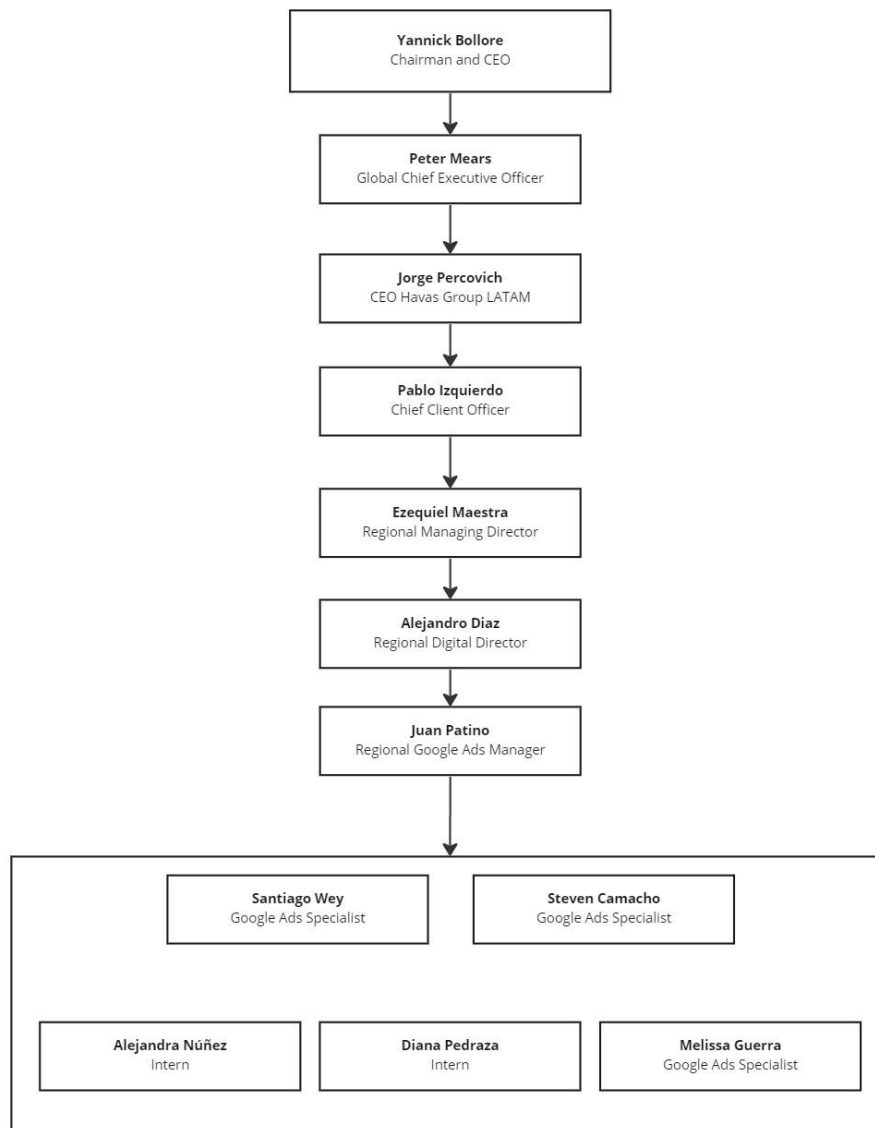 Yannick Bollore
Chairman and CEO
Peter Mears
Global Chief Executive Officer
Jorge Percovich
CEO Havas Group LATAM
Pablo Izquierdo
Chief Client Officer
Ezequiel Maestra
Regional Managing Director
Alejandro Diaz
Regional Digital Director
Juan Patino
Regional Google Ads Manager
Santiago Wey
Google Ads Specialist
Steven Camacho
Google Ads Specialist
Alejandra Núñez
Intern
Diana Pedraza
Intern
Melissa Guerra
Google Ads Specialist